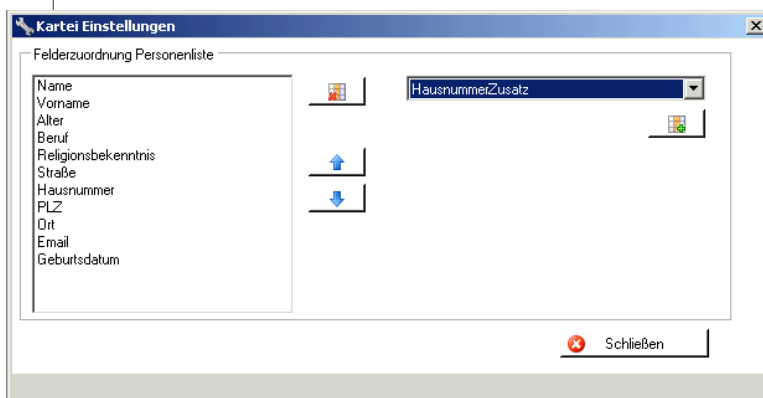 Kartei Einstellungen
Felderzuordnung Personenliste
Name
Vorname
Alter
Beruf
Religionsbekenntnis
Straße
Hausnummer
PLZ
Ort
Email
Geburtsdatum
HausnummerZusatz
Schließen